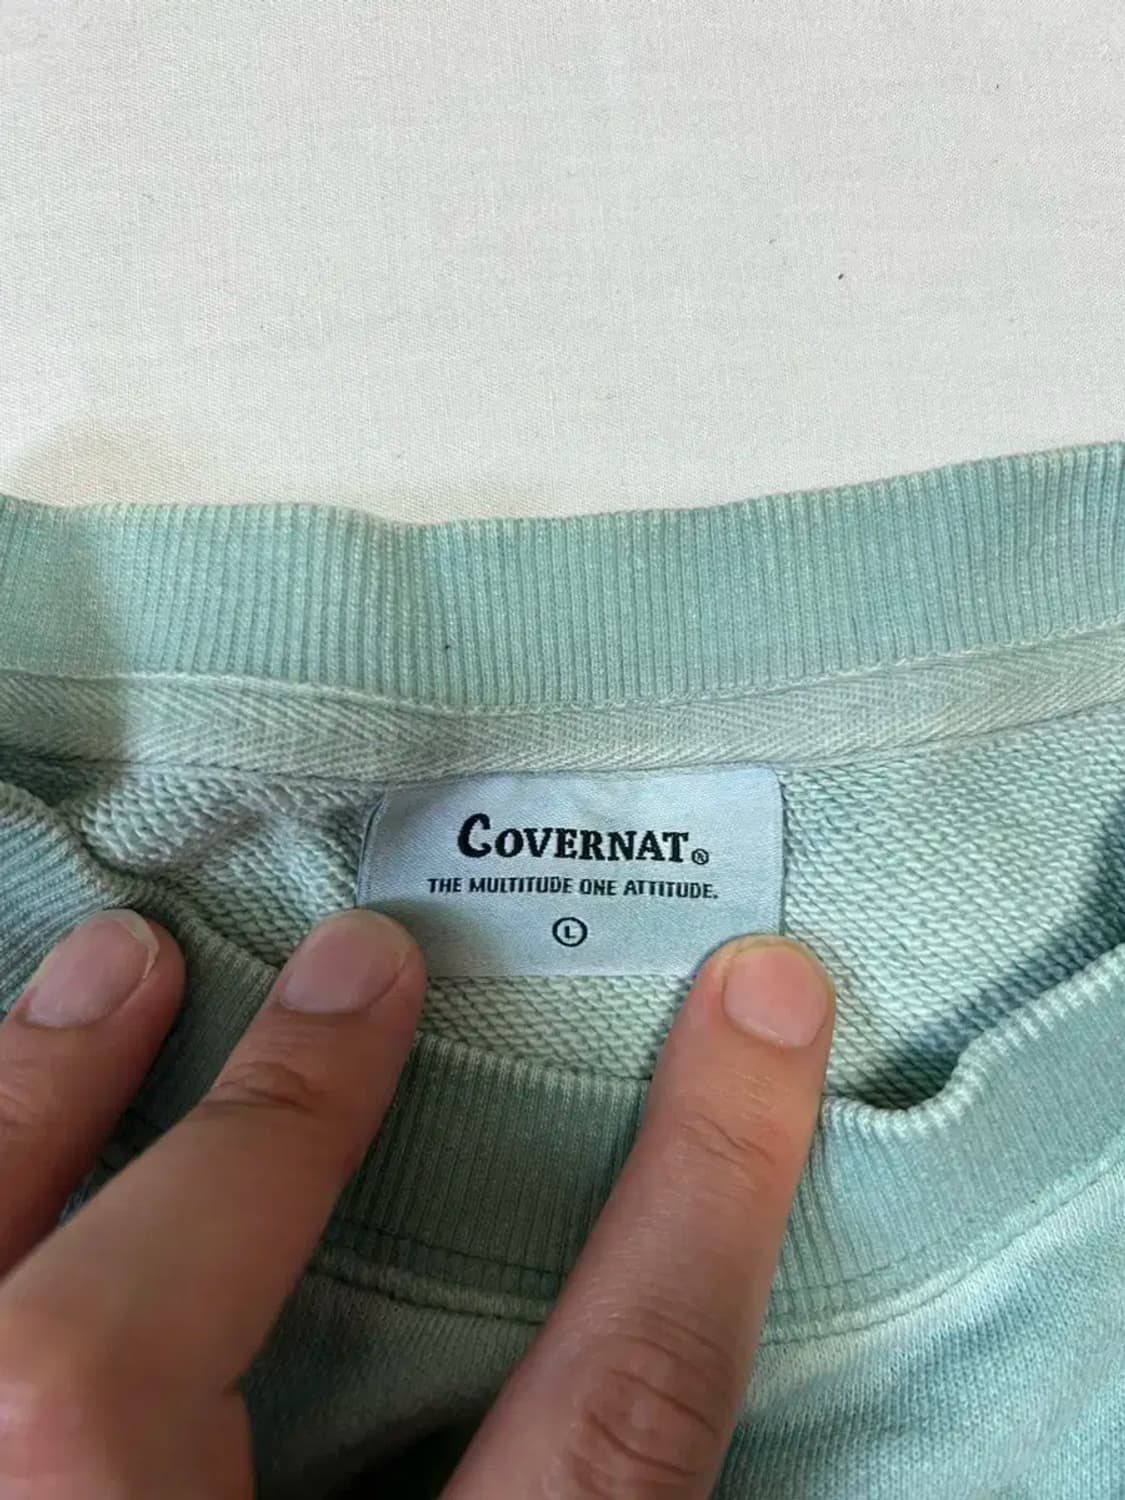 COVERNAT®
THE MULTITUDE ONE ATTITUDE.
L